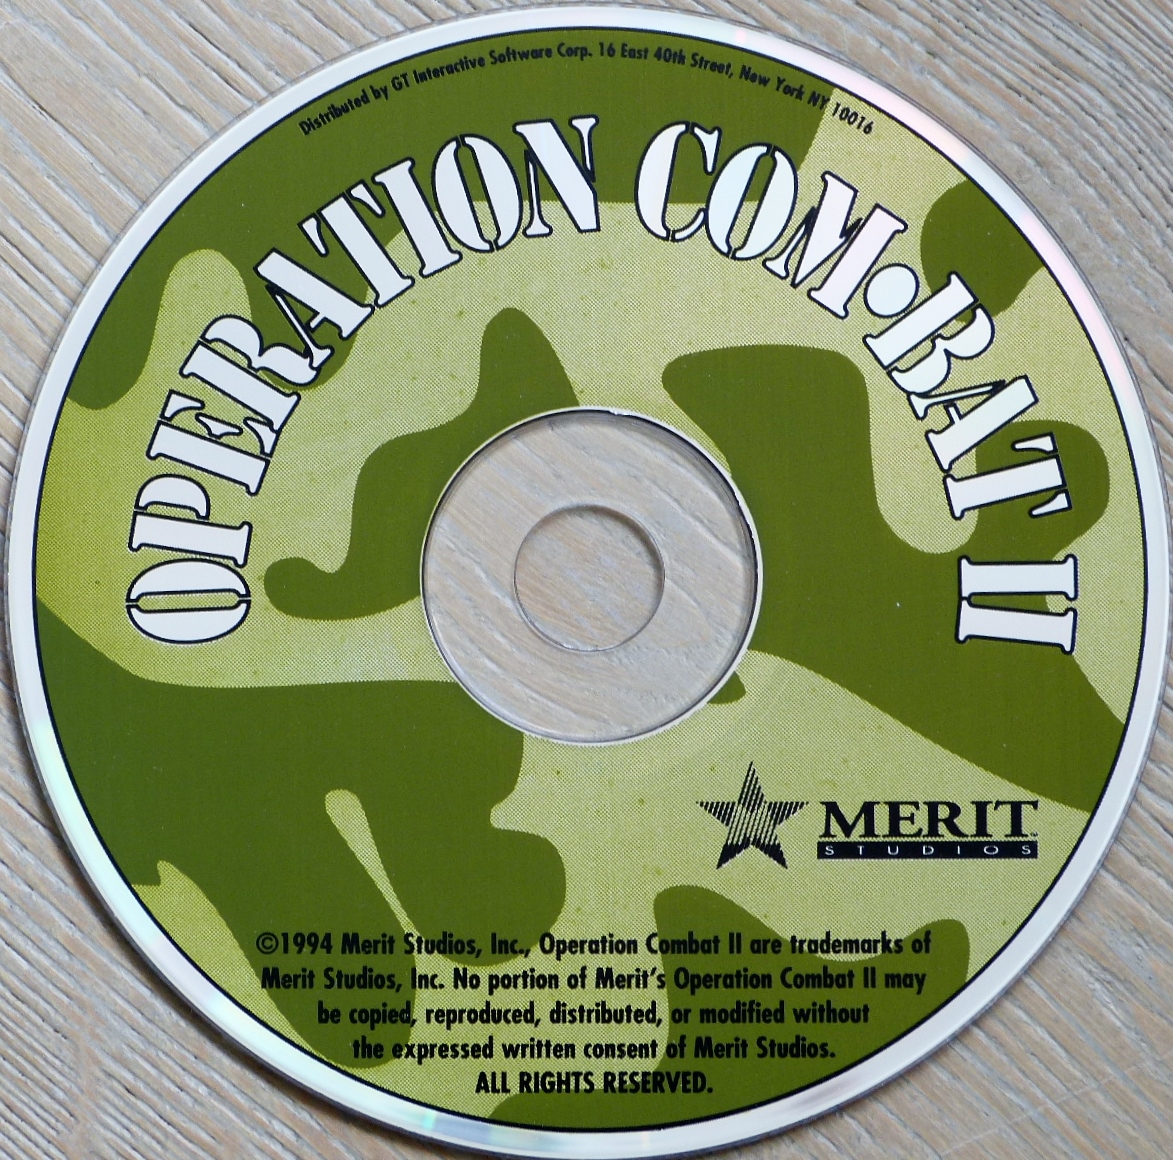 Distributed by GT Interactive Software Corp. 16 East 40th Street, New York NY 10016
OPERATION COM•BAT II
MERIT™
STUDIOS
©1994 Merit Studios, Inc., Operation Combat II are trademarks of
Merit Studios, Inc. No portion of Merit's Operation Combat II may
be copied, reproduced, distributed, or modified without
the expressed written consent of Merit Studios.
ALL RIGHTS RESERVED.